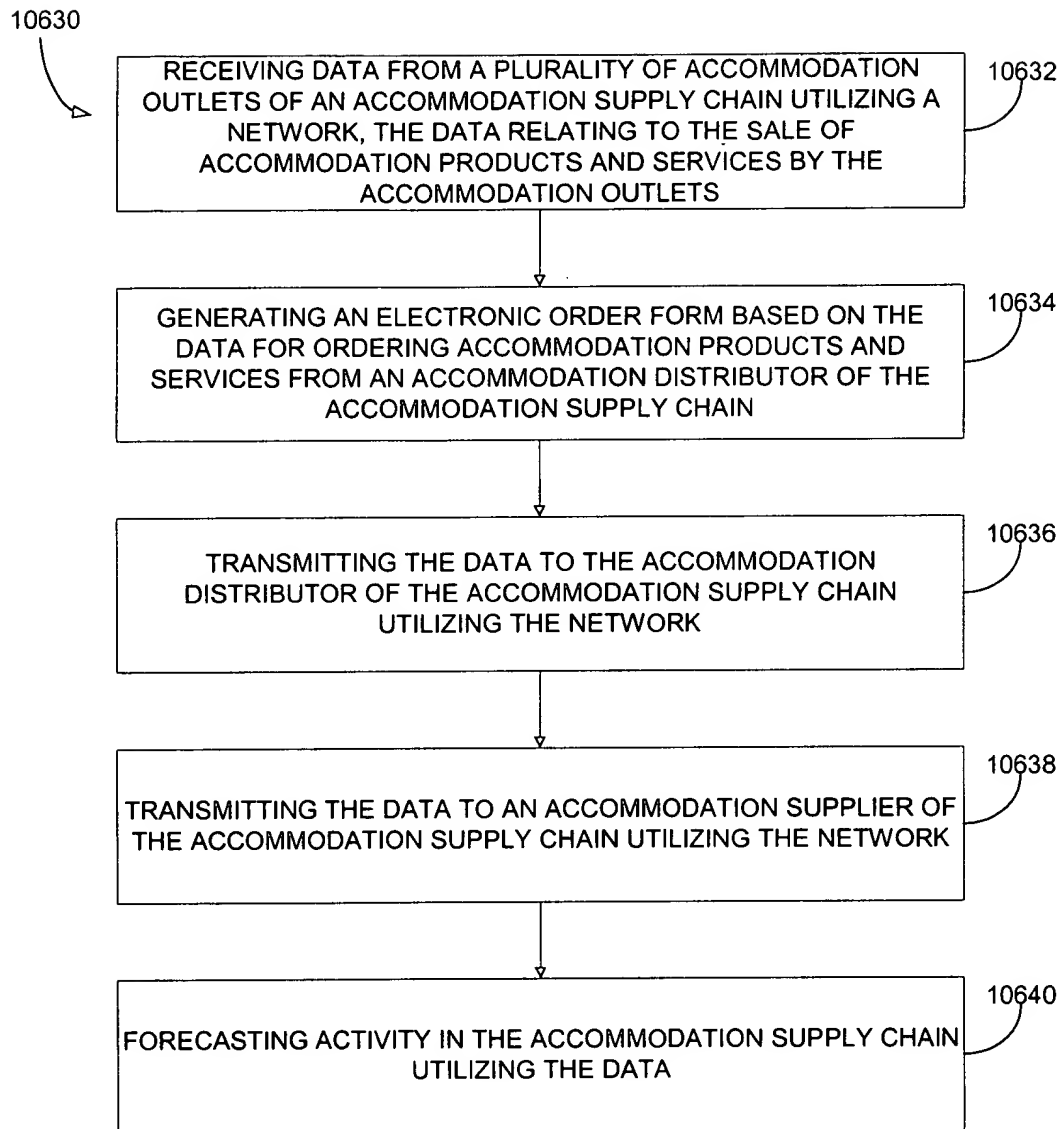 10630
RECEIVING DATA FROM A PLURALITY OF ACCOMMODATION
OUTLETS OF AN ACCOMMODATION SUPPLY CHAIN UTILIZING A
NETWORK, THE DATA RELATING TO THE SALE OF
ACCOMMODATION PRODUCTS AND SERVICES BY THE
ACCOMMODATION OUTLETS
10632
GENERATING AN ELECTRONIC ORDER FORM BASED ON THE
DATA FOR ORDERING ACCOMMODATION PRODUCTS AND
SERVICES FROM AN ACCOMMODATION DISTRIBUTOR OF THE
ACCOMMODATION SUPPLY CHAIN
10634
TRANSMITTING THE DATA TO THE ACCOMMODATION
DISTRIBUTOR OF THE ACCOMMODATION SUPPLY CHAIN
UTILIZING THE NETWORK
10636
TRANSMITTING THE DATA TO AN ACCOMMODATION SUPPLIER OF
THE ACCOMMODATION SUPPLY CHAIN UTILIZING THE NETWORK
10638
FORECASTING ACTIVITY IN THE ACCOMMODATION SUPPLY CHAIN
UTILIZING THE DATA
10640